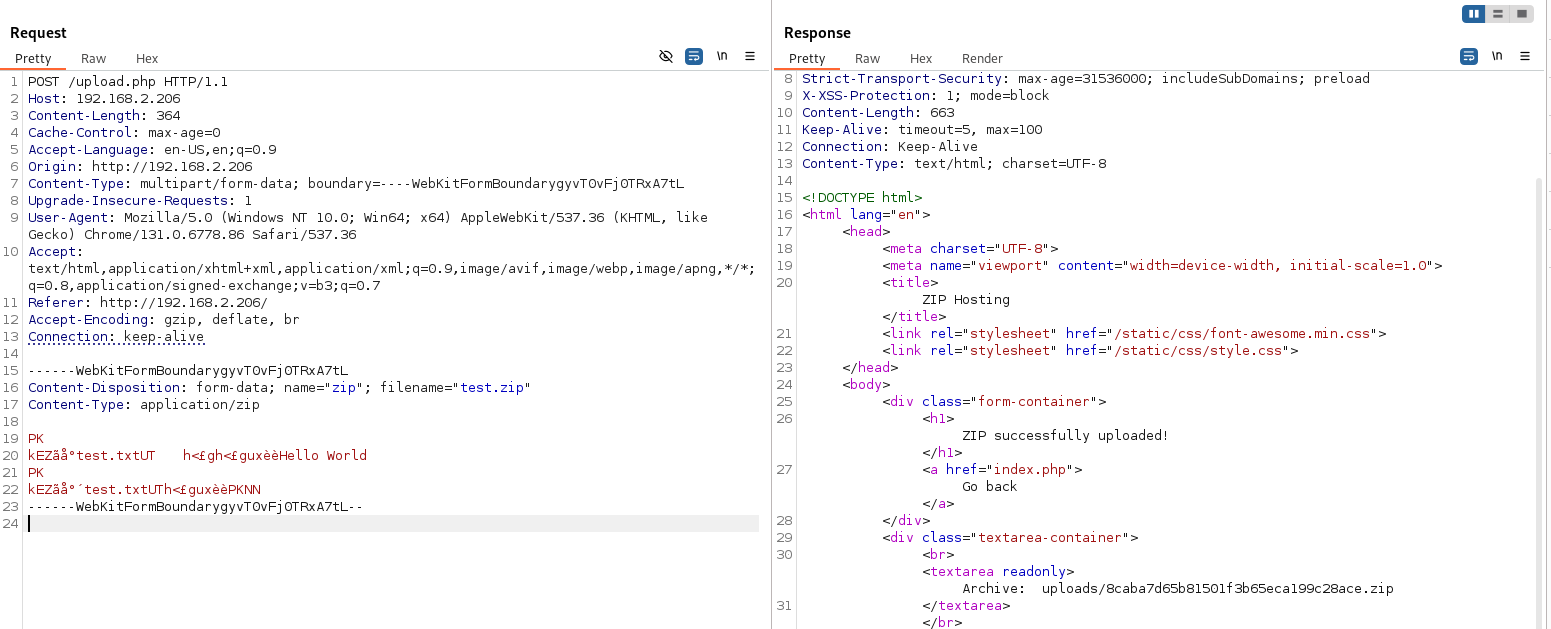 Request
Pretty Raw Hex \n
1 POST /upload.php HTTP/1.1
2 Host: 192.168.2.206
3 Content-Length: 364
4 Cache-Control: max-age=0
5 Accept-Language: en-US,en;q=0.9
6 Origin: http://192.168.2.206
7 Content-Type: multipart/form-data; boundary=----WebKitFormBoundarygyvTOvFj0TRxA7tL
8 Upgrade-Insecure-Requests: 1
9 User-Agent: Mozilla/5.0 (Windows NT 10.0; Win64; x64) AppleWebKit/537.36 (KHTML, like
Gecko) Chrome/131.0.6778.86 Safari/537.36
10 Accept:
text/html,application/xhtml+xml,application/xml;q=0.9,image/avif,image/webp,image/apng,*/*;
q=0.8,application/signed-exchange;v=b3;q=0.7
11 Referer: http://192.168.2.206/
12 Accept-Encoding: gzip, deflate, br
13 Connection: keep-alive
14
15 ------WebKitFormBoundarygyvTOvFj0TRxA7tL
16 Content-Disposition: form-data; name="zip"; filename="test.zip"
17 Content-Type: application/zip
18
19 PK
20 kEZãå°test.txtUT h<£gh<£guxèèHello World
21 PK
22 kEZãå°´test.txtUTh<£guxèèPKNN
23 ------WebKitFormBoundarygyvTOvFj0TRxA7tL--
24
Response
Pretty Raw Hex Render \n
8 Strict-Transport-Security: max-age=31536000; includeSubDomains; preload
9 X-XSS-Protection: 1; mode=block
10 Content-Length: 663
11 Keep-Alive: timeout=5, max=100
12 Connection: Keep-Alive
13 Content-Type: text/html; charset=UTF-8
14
15 <!DOCTYPE html>
16 <html lang="en">
17 <head>
18 <meta charset="UTF-8">
19 <meta name="viewport" content="width=device-width, initial-scale=1.0">
20 <title>
ZIP Hosting
</title>
21 <link rel="stylesheet" href="/static/css/font-awesome.min.css">
22 <link rel="stylesheet" href="/static/css/style.css">
23 </head>
24 <body>
25 <div class="form-container">
26 <h1>
ZIP successfully uploaded!
</h1>
27 <a href="index.php">
Go back
</a>
28 </div>
29 <div class="textarea-container">
30 <br>
<textarea readonly>
Archive: uploads/8caba7d65b81501f3b65eca199c28ace.zip
31 </textarea>
</br>